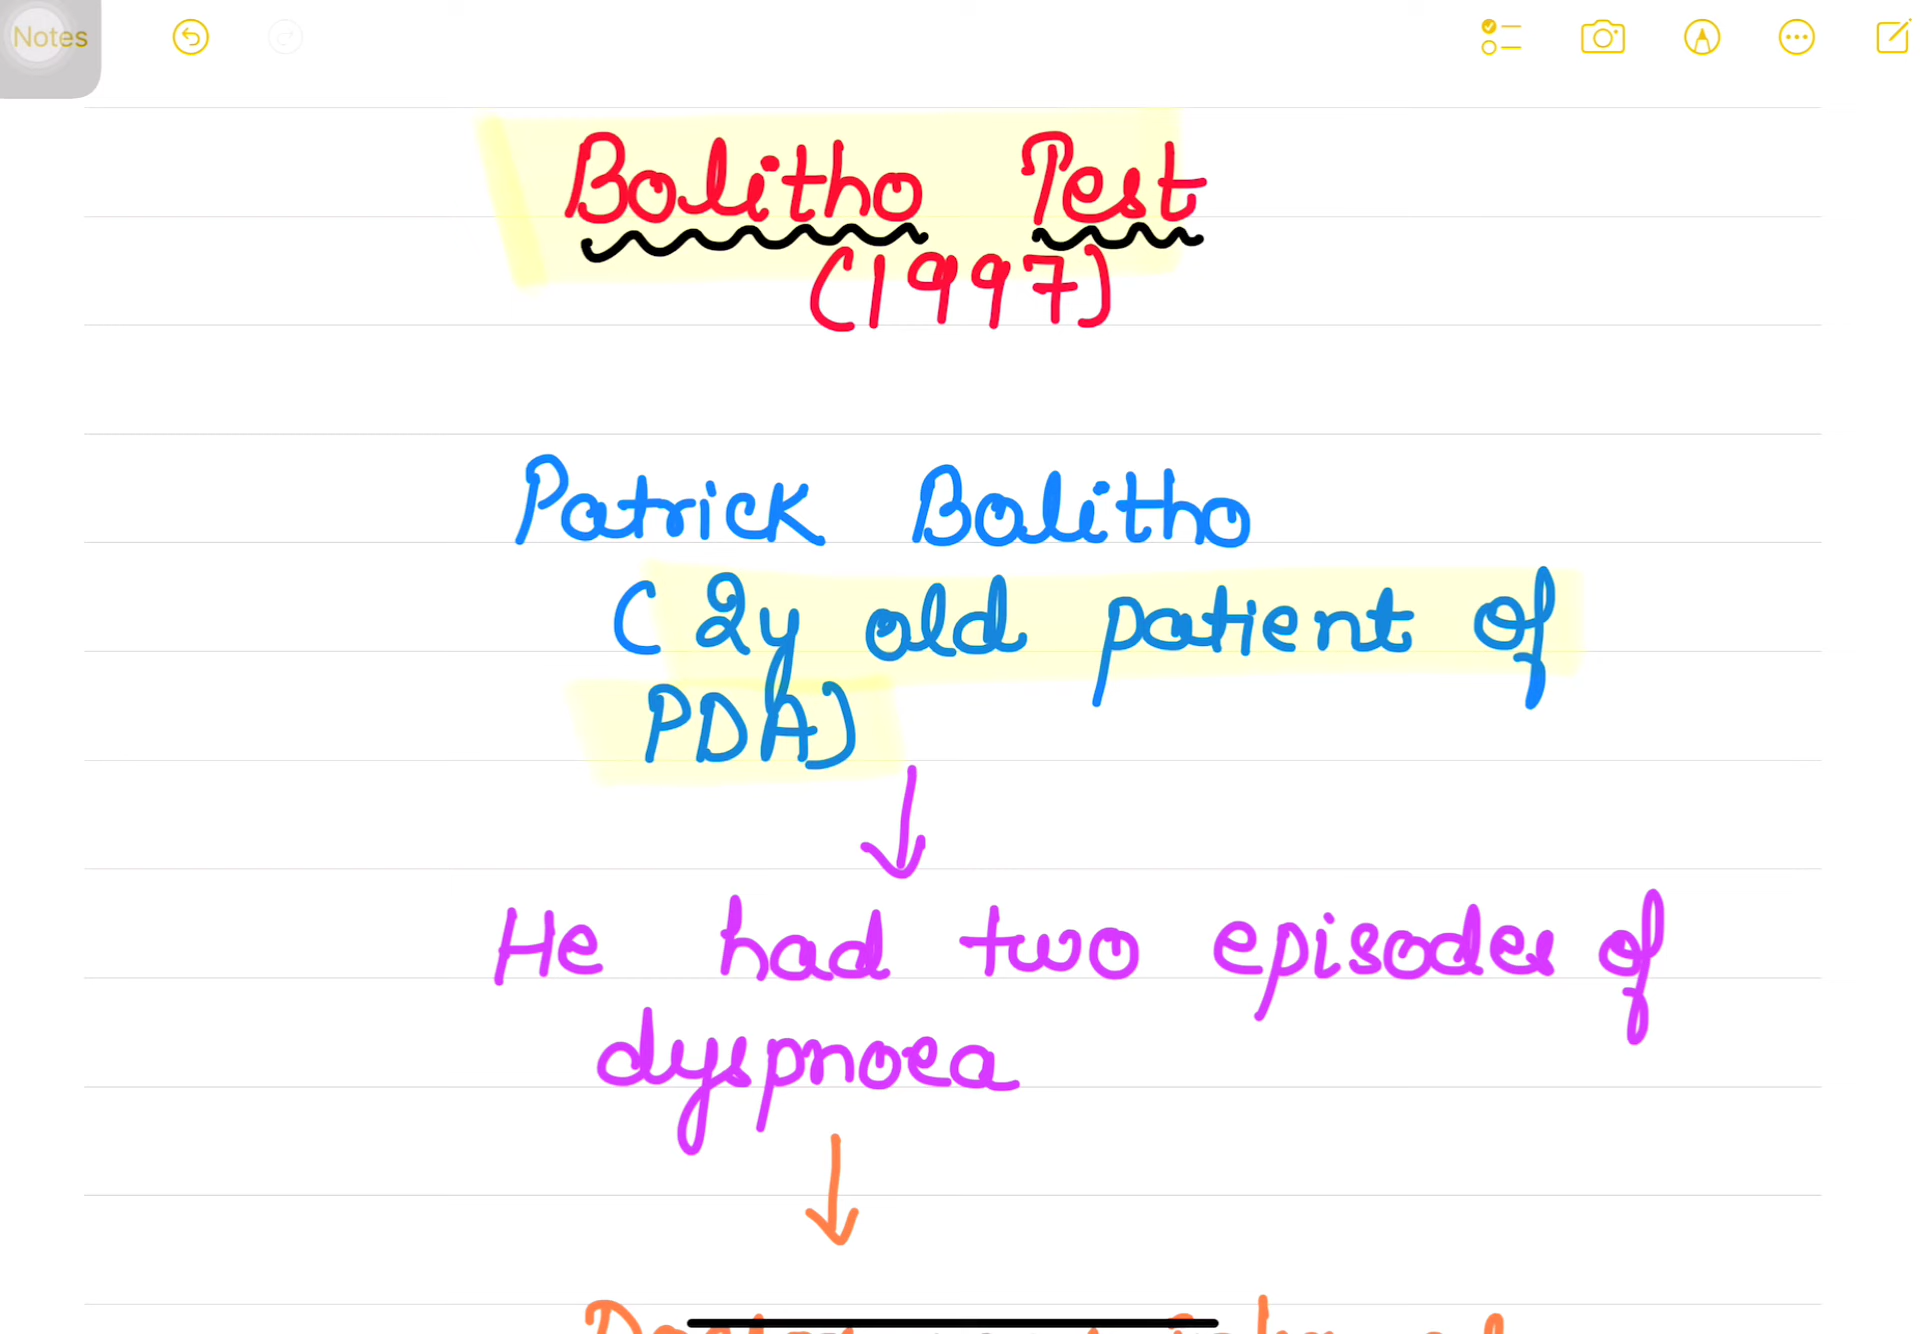 Notes
Bolitho Test
(1997)
Patrick Bolitho
(2y old patient of
PDA)
He had two episodes of
dyspnoea